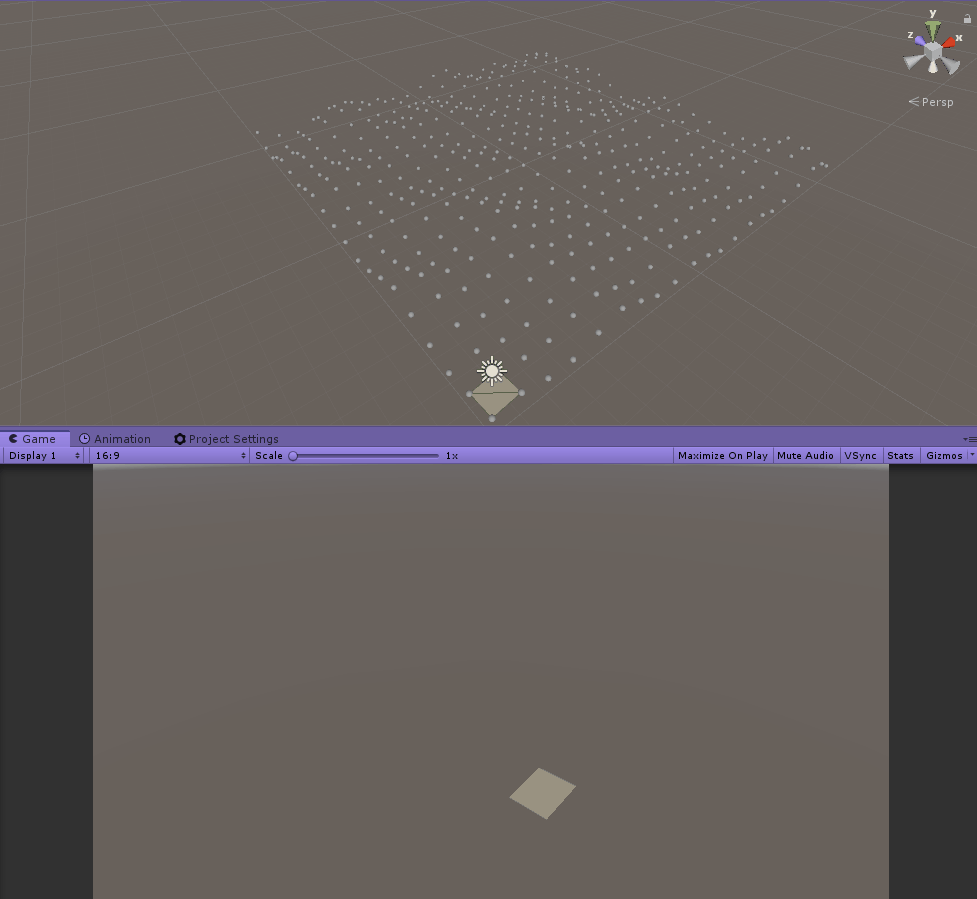 y
z x
Persp
Game Animation Project Settings
Display 1 16:9 Scale 1x Maximize On Play Mute Audio VSync Stats Gizmos